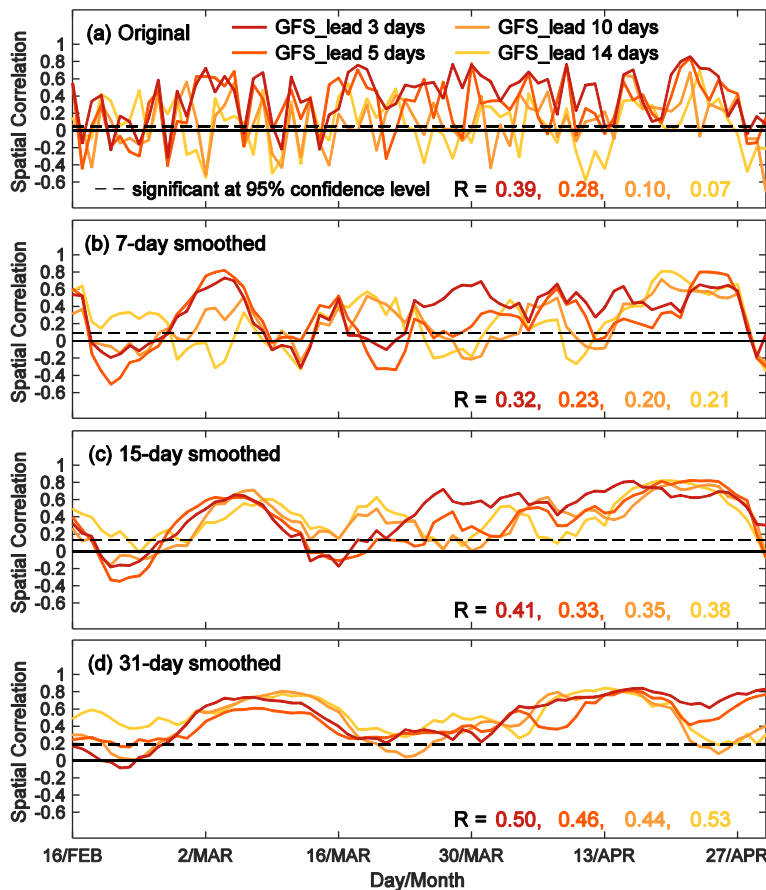 (a) Original
GFS_lead 3 days
GFS_lead 10 days
GFS_lead 5 days
GFS_lead 14 days
Spatial Correlation
1
0.8
0.6
0.4
0.2
0
-0.2
-0.4
-0.6
significant at 95% confidence level
R = 0.39, 0.28, 0.10, 0.07
(b) 7-day smoothed
Spatial Correlation
1
0.8
0.6
0.4
0.2
0
-0.2
-0.4
-0.6
R = 0.32, 0.23, 0.20, 0.21
(c) 15-day smoothed
Spatial Correlation
1
0.8
0.6
0.4
0.2
0
-0.2
-0.4
-0.6
R = 0.41, 0.33, 0.35, 0.38
(d) 31-day smoothed
Spatial Correlation
1
0.8
0.6
0.4
0.2
0
-0.2
-0.4
-0.6
R = 0.50, 0.46, 0.44, 0.53
16/FEB 2/MAR 16/MAR 30/MAR 13/APR 27/APR
Day/Month